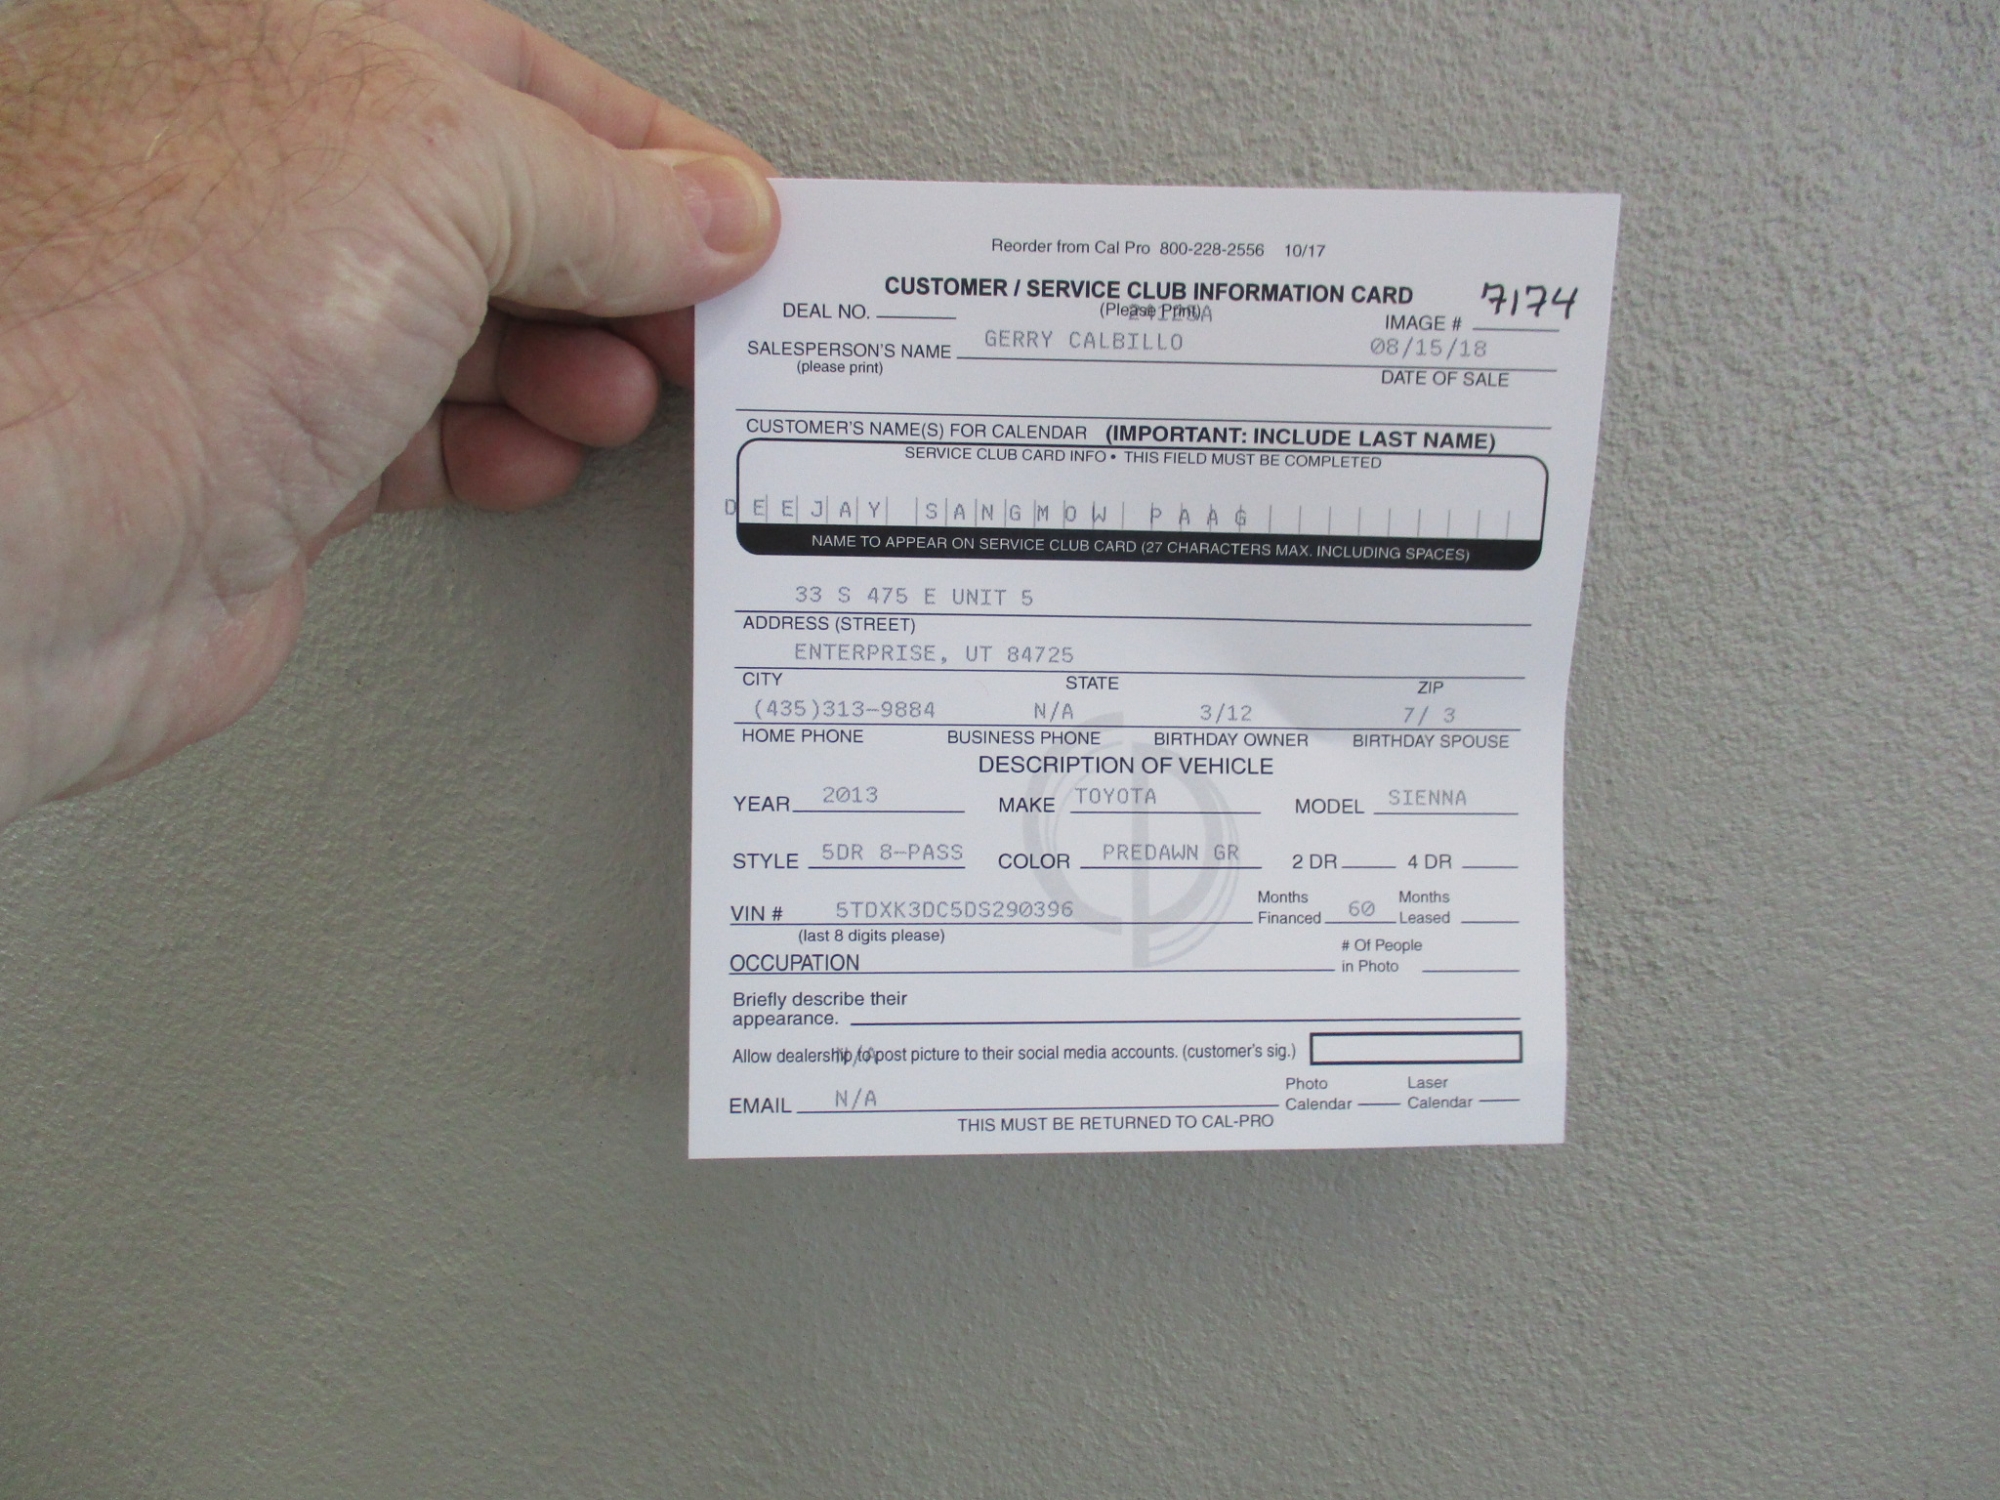 Reorder from Cal Pro 800-228-2556 10/17
CUSTOMER / SERVICE CLUB INFORMATION CARD 7174
DEAL NO. (Please Print) IMAGE #
SALESPERSON'S NAME GERRY CALBILLO 08/15/18
(please print) DATE OF SALE
CUSTOMER'S NAME(S) FOR CALENDAR (IMPORTANT: INCLUDE LAST NAME)
SERVICE CLUB CARD INFO • THIS FIELD MUST BE COMPLETED
DEEJAY SANGMOW PAAG
NAME TO APPEAR ON SERVICE CLUB CARD (27 CHARACTERS MAX. INCLUDING SPACES)
33 S 475 E UNIT 5
ADDRESS (STREET)
ENTERPRISE, UT 84725
CITY STATE ZIP
(435)313-9884 N/A 3/12 7/ 3
HOME PHONE BUSINESS PHONE BIRTHDAY OWNER BIRTHDAY SPOUSE
DESCRIPTION OF VEHICLE
YEAR 2013 MAKE TOYOTA MODEL SIENNA
STYLE 5DR 8-PASS COLOR PREDAWN GR 2 DR 4 DR
VIN # 5TDXK3DC5DS290396 Months Financed 60 Months Leased
(last 8 digits please)
OCCUPATION # Of People in Photo
Briefly describe their
appearance.
Allow dealership to post picture to their social media accounts. (customer's sig.)
EMAIL N/A Photo Calendar Laser Calendar
THIS MUST BE RETURNED TO CAL-PRO